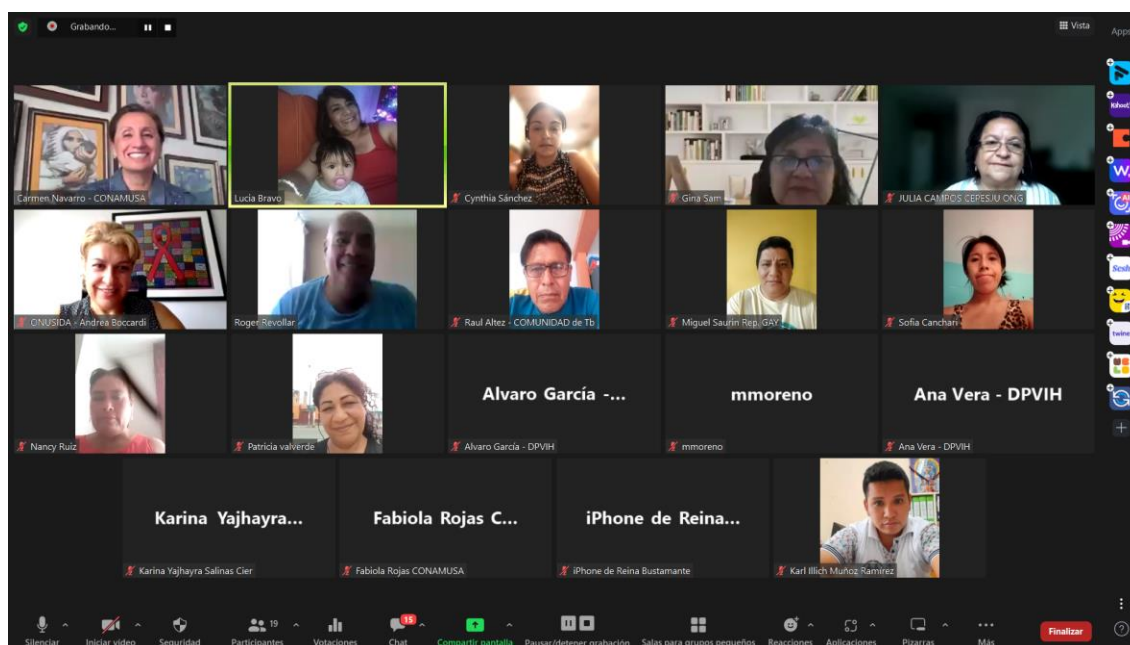 Grabando...
Vista
Apps
Carmen Navarro - CONAMUSA
Lucia Bravo
Cynthia Sánchez
Gina Sam
JULIA CAMPOS CEPESJU ONG
Kahoot!
ONUSIDA - Andrea Boccardi
Roger Revollar
Raul Altez - COMUNIDAD de Tb
Miguel Saurin Rep. GAY
Sofia Canchari
twine
Nancy Ruiz
Patricia valverde
Alvaro García -...
Alvaro García - DPVIH
mmoreno
mmoreno
Ana Vera - DPVIH
Ana Vera - DPVIH
Karina Yajhayra...
Karina Yajhayra Salinas Cier
Fabiola Rojas C...
Fabiola Rojas CONAMUSA
iPhone de Reina...
iPhone de Reina Bustamante
Karl Illich Muñoz Ramirez
Silenciar
Iniciar video
Seguridad
19
Participantes
Votaciones
15
Chat
Compartir pantalla
Pausar/detener grabación
Salas para grupos pequeños
Reacciones
Aplicaciones
Pizarras
Más
Finalizar